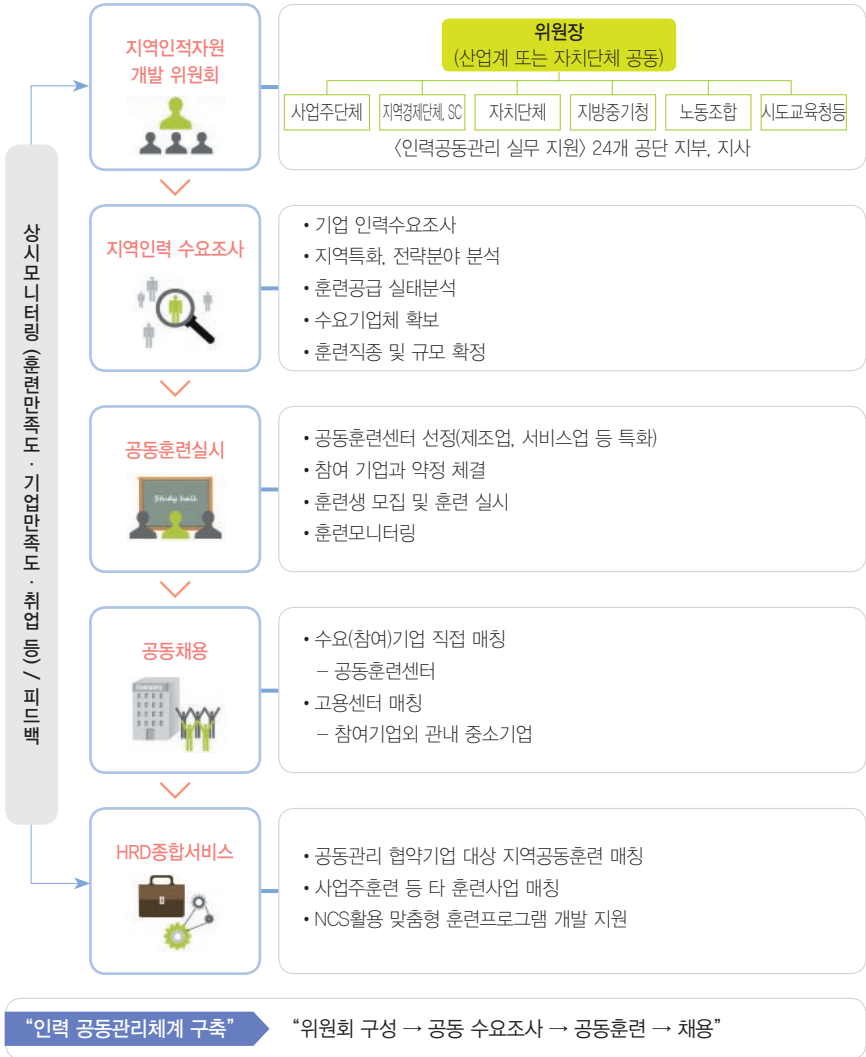 지역인적자원
개발 위원회
위원장
(산업계 또는 자치단체 공동)
사업주단체
지역경제단체, SC
자치단체
지방중기청
노동조합
시도교육청등
〈인력공동관리 실무 지원〉 24개 공단 지부, 지사
상시모니터링 (훈련만족도 · 기업만족도 · 취업 등) / 피드백
지역인력 수요조사
• 기업 인력수요조사
• 지역특화, 전략분야 분석
• 훈련공급 실태분석
• 수요기업체 확보
• 훈련직종 및 규모 확정
공동훈련실시
Study hall
• 공동훈련센터 선정(제조업, 서비스업 등 특화)
• 참여 기업과 약정 체결
• 훈련생 모집 및 훈련 실시
• 훈련모니터링
공동채용
Company
• 수요(참여)기업 직접 매칭
– 공동훈련센터
• 고용센터 매칭
– 참여기업외 관내 중소기업
HRD종합서비스
• 공동관리 협약기업 대상 지역공동훈련 매칭
• 사업주훈련 등 타 훈련사업 매칭
• NCS활용 맞춤형 훈련프로그램 개발 지원
“인력 공동관리체계 구축”
“위원회 구성 → 공동 수요조사 → 공동훈련 → 채용”